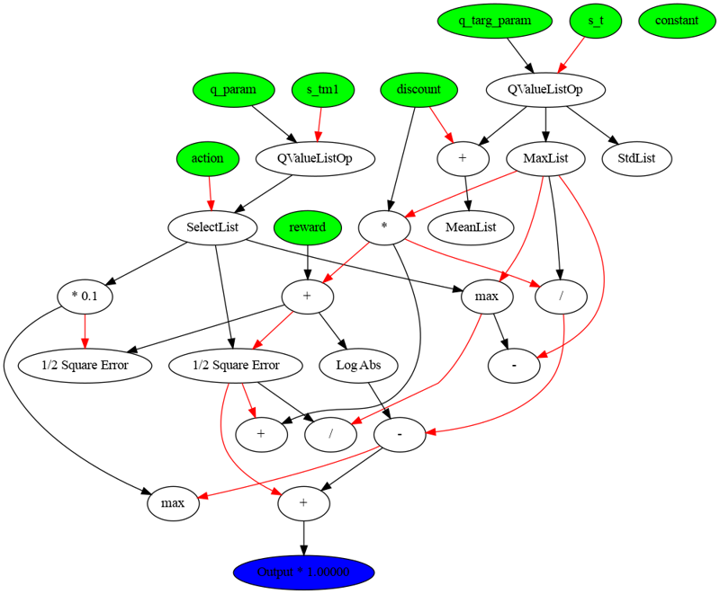 q_targ_param
s_t
constant
q_param
s_tm1
discount
QValueListOp
action
QValueListOp
+
MaxList
StdList
SelectList
reward
*
MeanList
* 0.1
+
max
/
1/2 Square Error
1/2 Square Error
Log Abs
-
+
/
-
max
+
Output * 1.00000